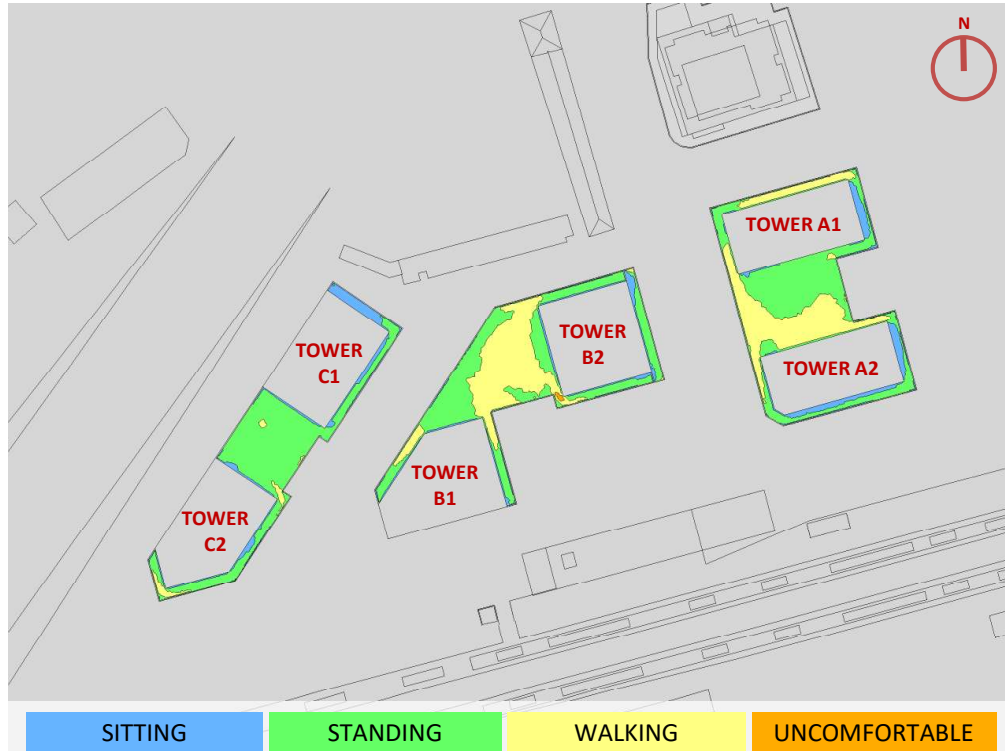 N
TOWER A1
TOWER
B2
TOWER
C1
TOWER A2
TOWER
B1
TOWER
C2
SITTING
STANDING
WALKING
UNCOMFORTABLE